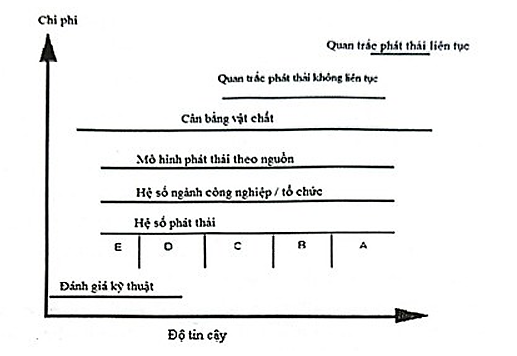 Chi phí
Quan trắc phát thải liên tục
Quan trắc phát thải không liên tục
Cân bằng vật chất
Mô hình phát thải theo nguồn
Hệ số ngành công nghiệp / tổ chức
Hệ số phát thải
E D C B A
Đánh giá kỹ thuật
Độ tin cậy